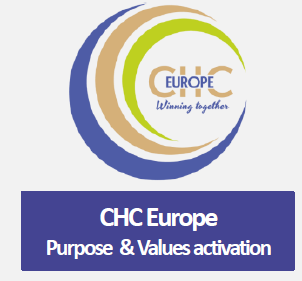 CHC
EUROPE
Winning together
CHC Europe
Purpose & Values activation